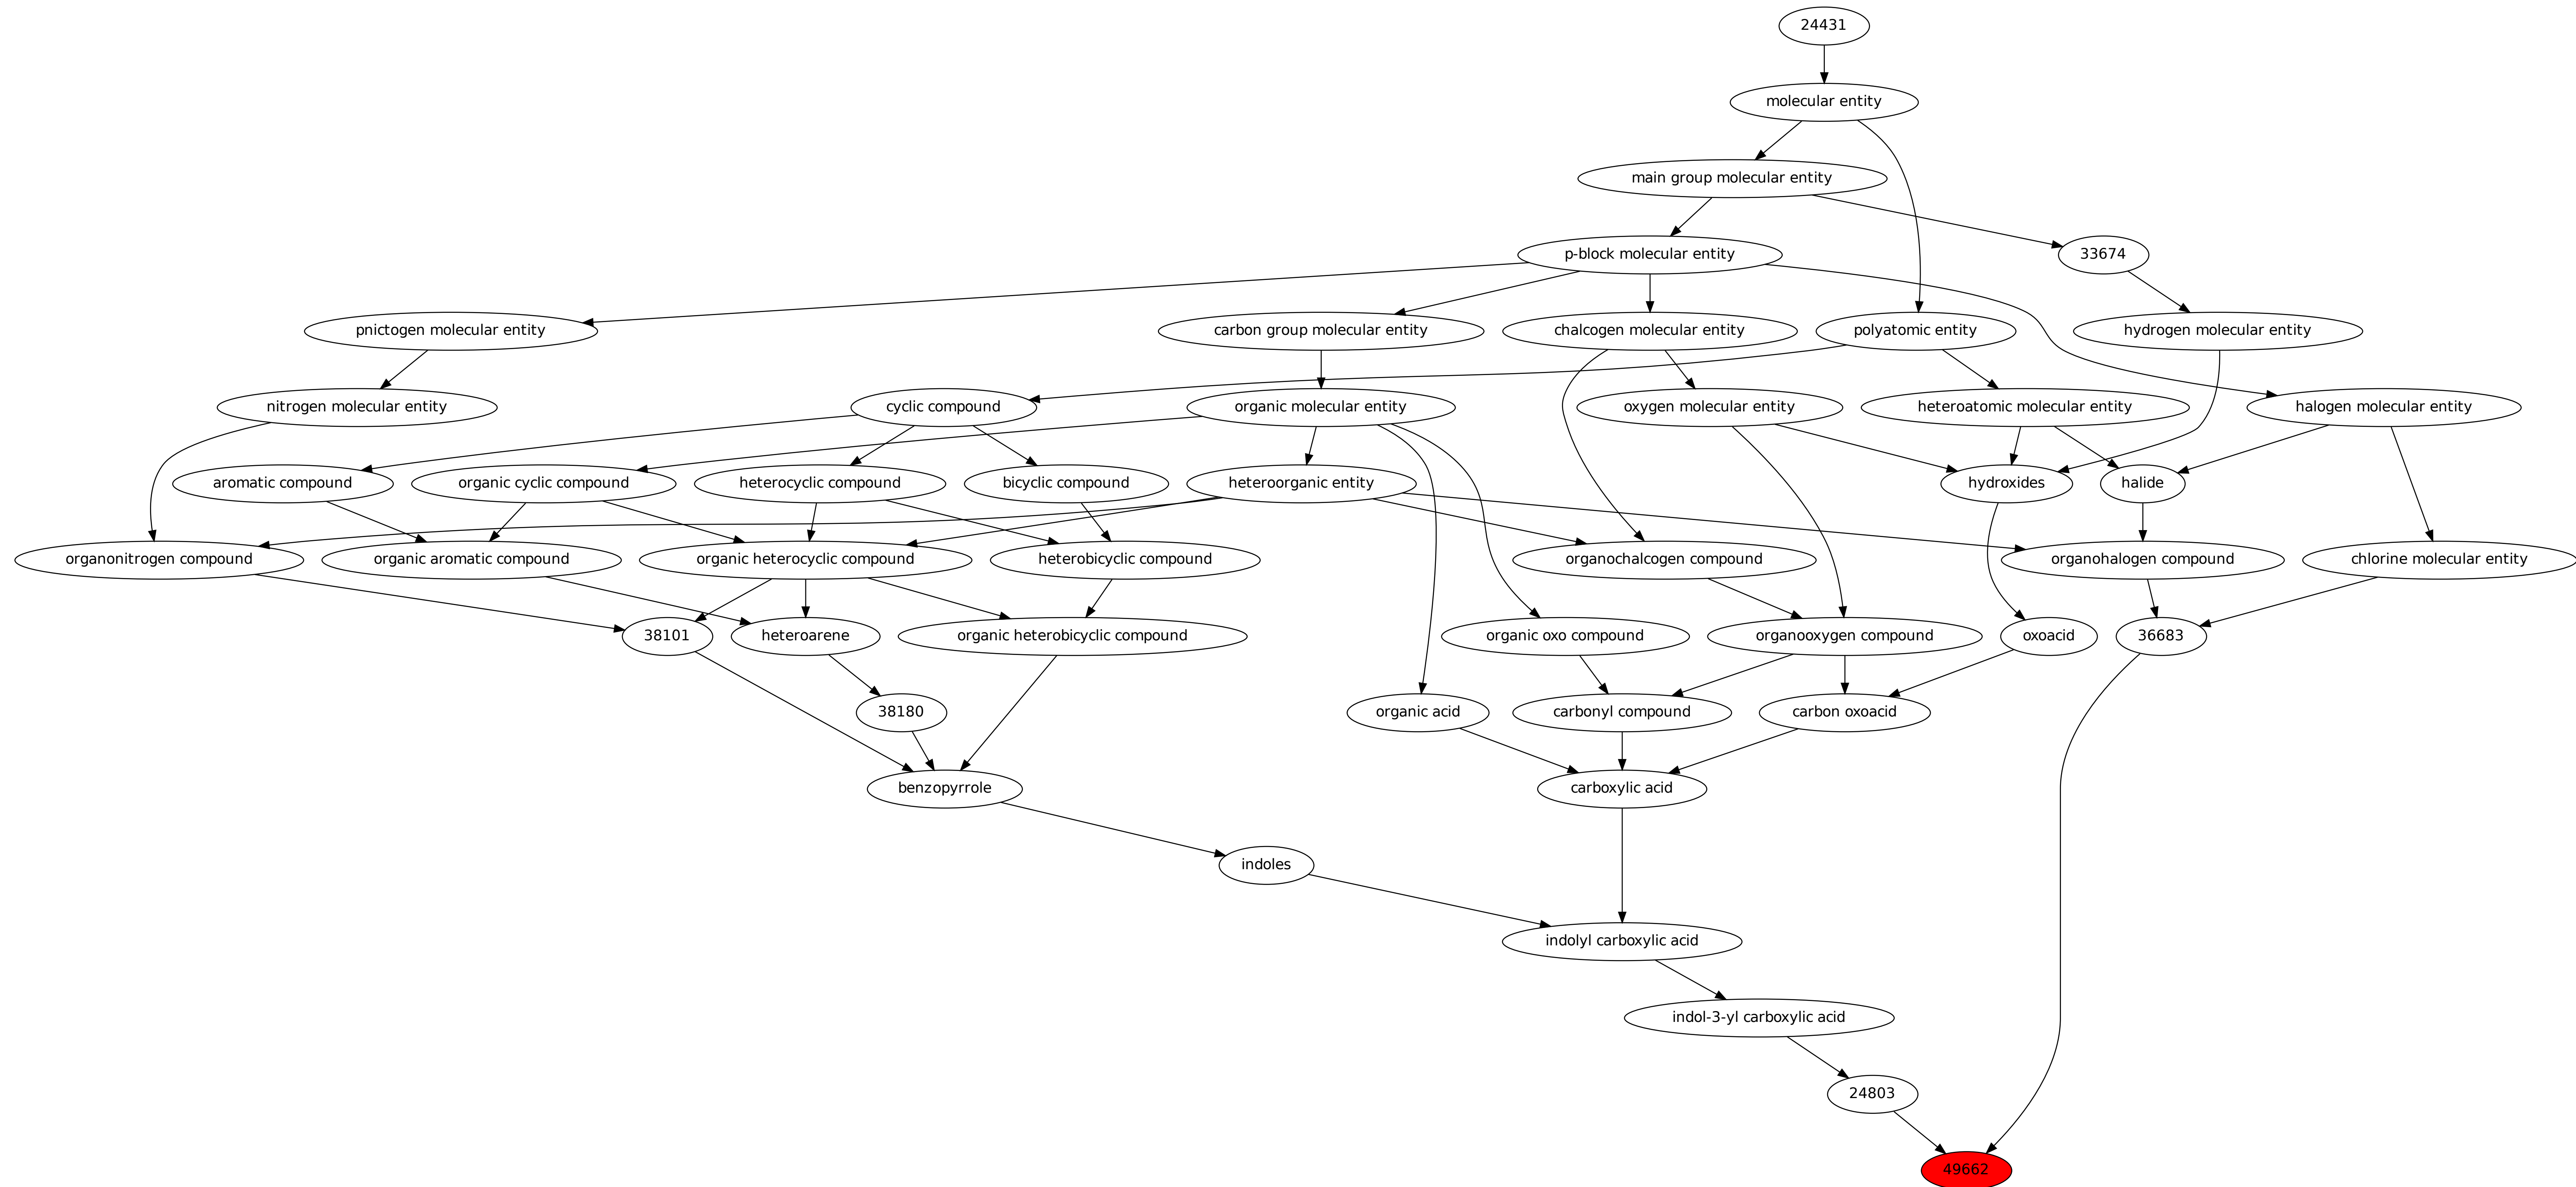 24431
molecular entity
main group molecular entity
p-block molecular entity
33674
pnictogen molecular entity
carbon group molecular entity
chalcogen molecular entity
polyatomic entity
hydrogen molecular entity
nitrogen molecular entity
cyclic compound
organic molecular entity
oxygen molecular entity
heteroatomic molecular entity
halogen molecular entity
aromatic compound
organic cyclic compound
heterocyclic compound
bicyclic compound
heteroorganic entity
hydroxides
halide
organonitrogen compound
organic aromatic compound
organic heterocyclic compound
heterobicyclic compound
organochalcogen compound
organohalogen compound
chlorine molecular entity
38101
heteroarene
organic heterobicyclic compound
organic oxo compound
organooxygen compound
oxoacid
36683
38180
organic acid
carbonyl compound
carbon oxoacid
benzopyrrole
carboxylic acid
indoles
indolyl carboxylic acid
indol-3-yl carboxylic acid
24803
49662